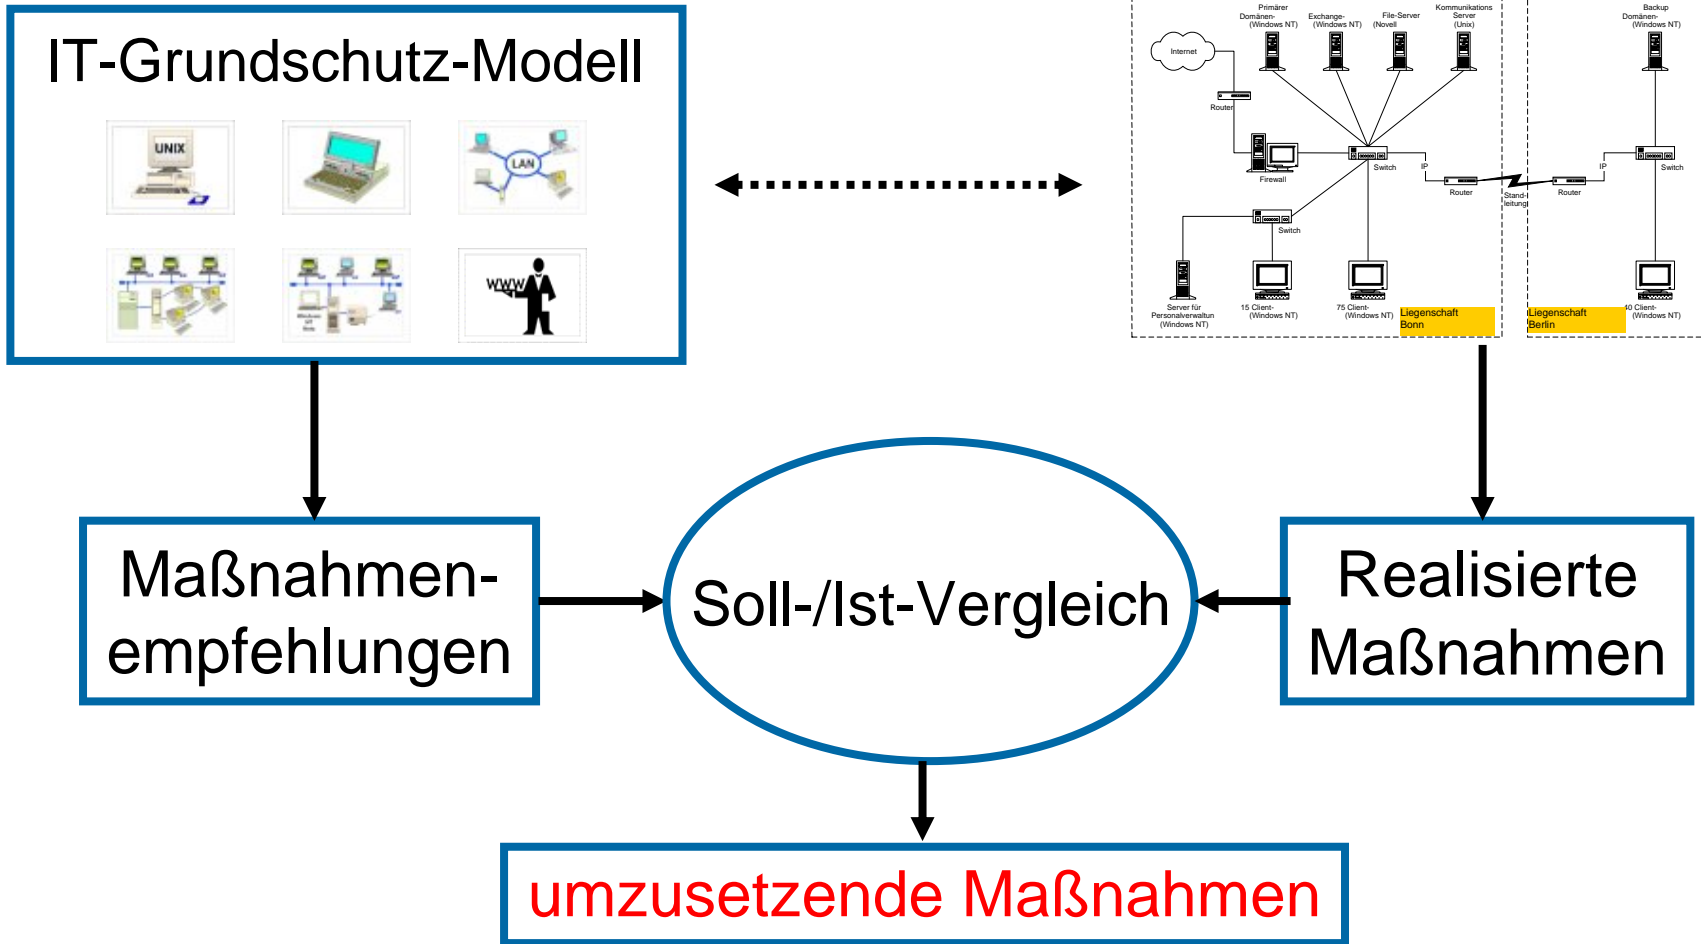 IT-Grundschutz-Modell
UNIX
LAN
WWW
Primärer
Domänen-
(Windows NT)
Exchange-
(Windows NT)
File-Server
(Novell
Kommunikations
Server
(Unix)
Backup
Domänen-
(Windows NT)
Internet
Router
Firewall
Switch
IP
Router
Stand-
leitung
Router
IP
Switch
Switch
Server für
Personalverwaltun
(Windows NT)
15 Client-
(Windows NT)
75 Client-
(Windows NT)
Liegenschaft
Bonn
Liegenschaft
Berlin
40 Client-
(Windows NT)
Maßnahmen-
empfehlungen
Soll-/Ist-Vergleich
Realisierte
Maßnahmen
umzusetzende Maßnahmen